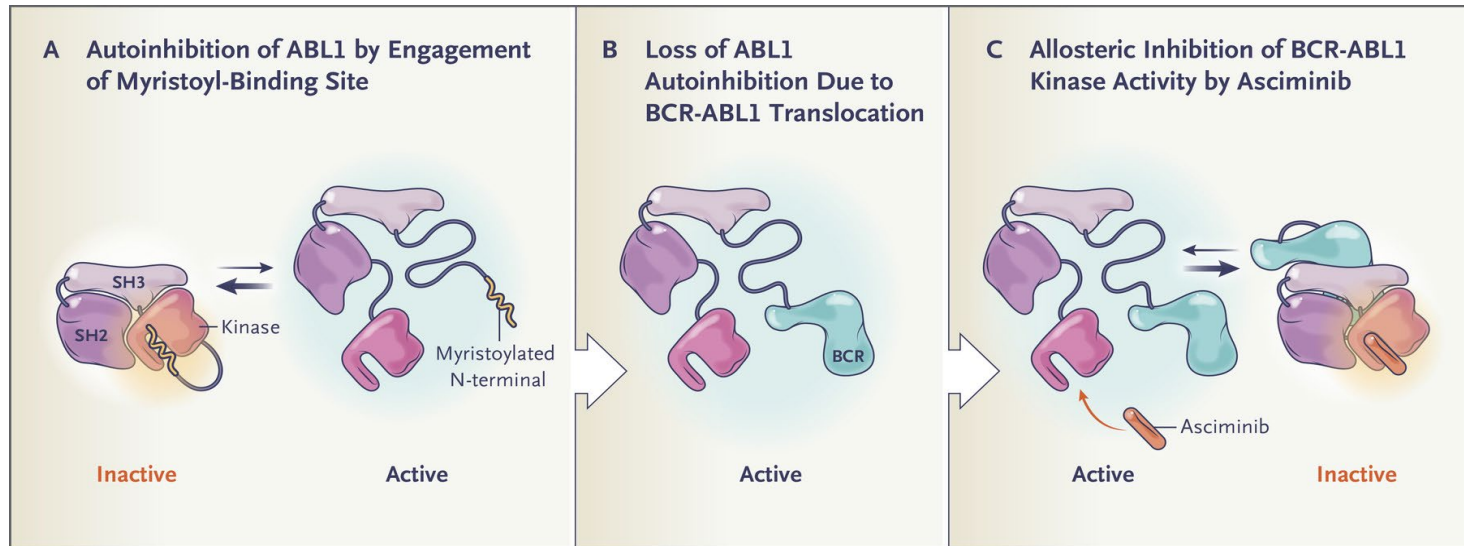 A Autoinhibition of ABL1 by Engagement
of Myristoyl-Binding Site
SH3
SH2
Kinase
Myristoylated
N-terminal
Inactive
Active
B Loss of ABL1
Autoinhibition Due to
BCR-ABL1 Translocation
BCR
Active
C Allosteric Inhibition of BCR-ABL1
Kinase Activity by Asciminib
Asciminib
Active
Inactive